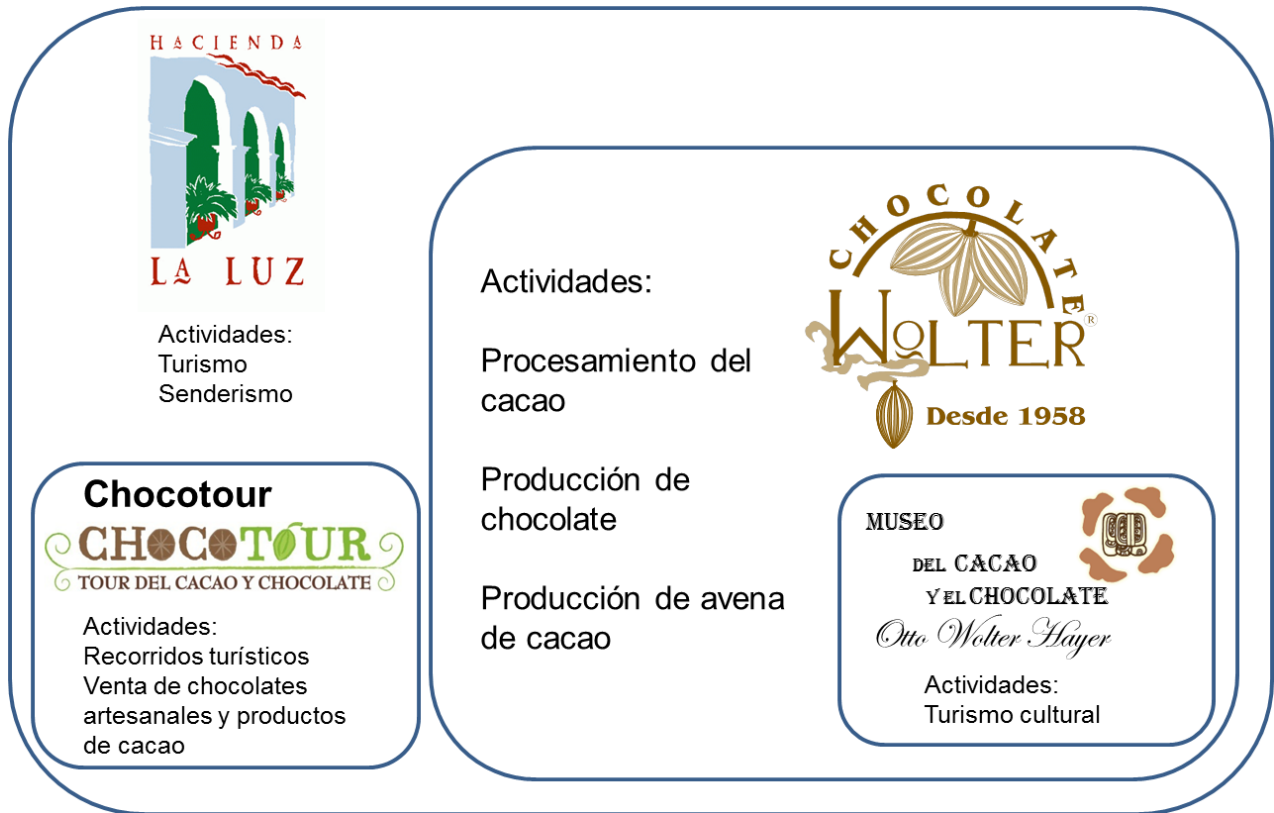 HACIENDA
LA LUZ
Actividades:
Turismo
Senderismo
Chocotour
CHOCOTOUR
TOUR DEL CACAO Y CHOCOLATE
Actividades:
Recorridos turísticos
Venta de chocolates
artesanales y productos
de cacao
Actividades:
Procesamiento del
cacao
Producción de
chocolate
Producción de avena
de cacao
CHOCOLATE
WOLTER®
Desde 1958
MUSEO
DEL CACAO
Y EL CHOCOLATE
Otto Wolter Hayer
Actividades:
Turismo cultural